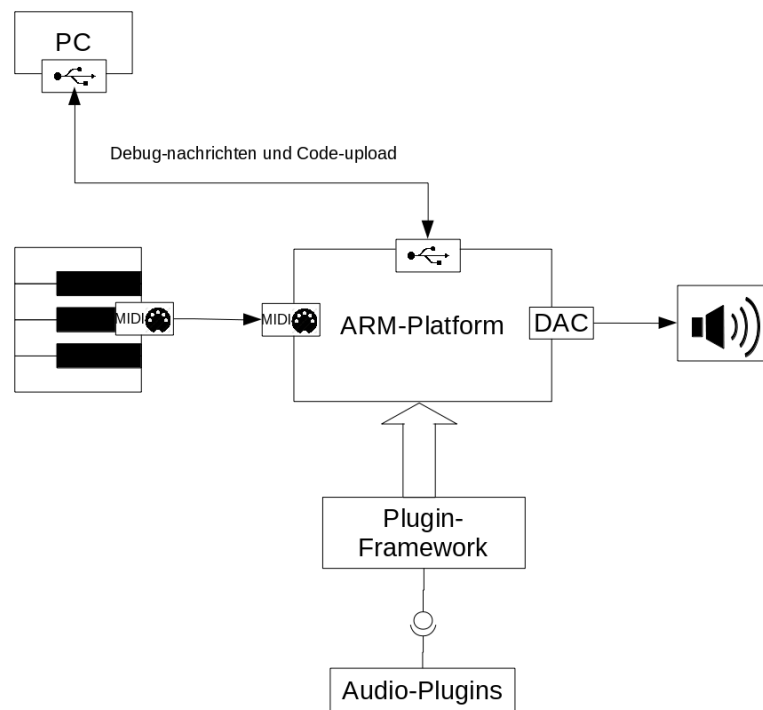 PC
Debug-nachrichten und Code-upload
MIDI
MIDI
ARM-Platform
DAC
Plugin-
Framework
Audio-Plugins